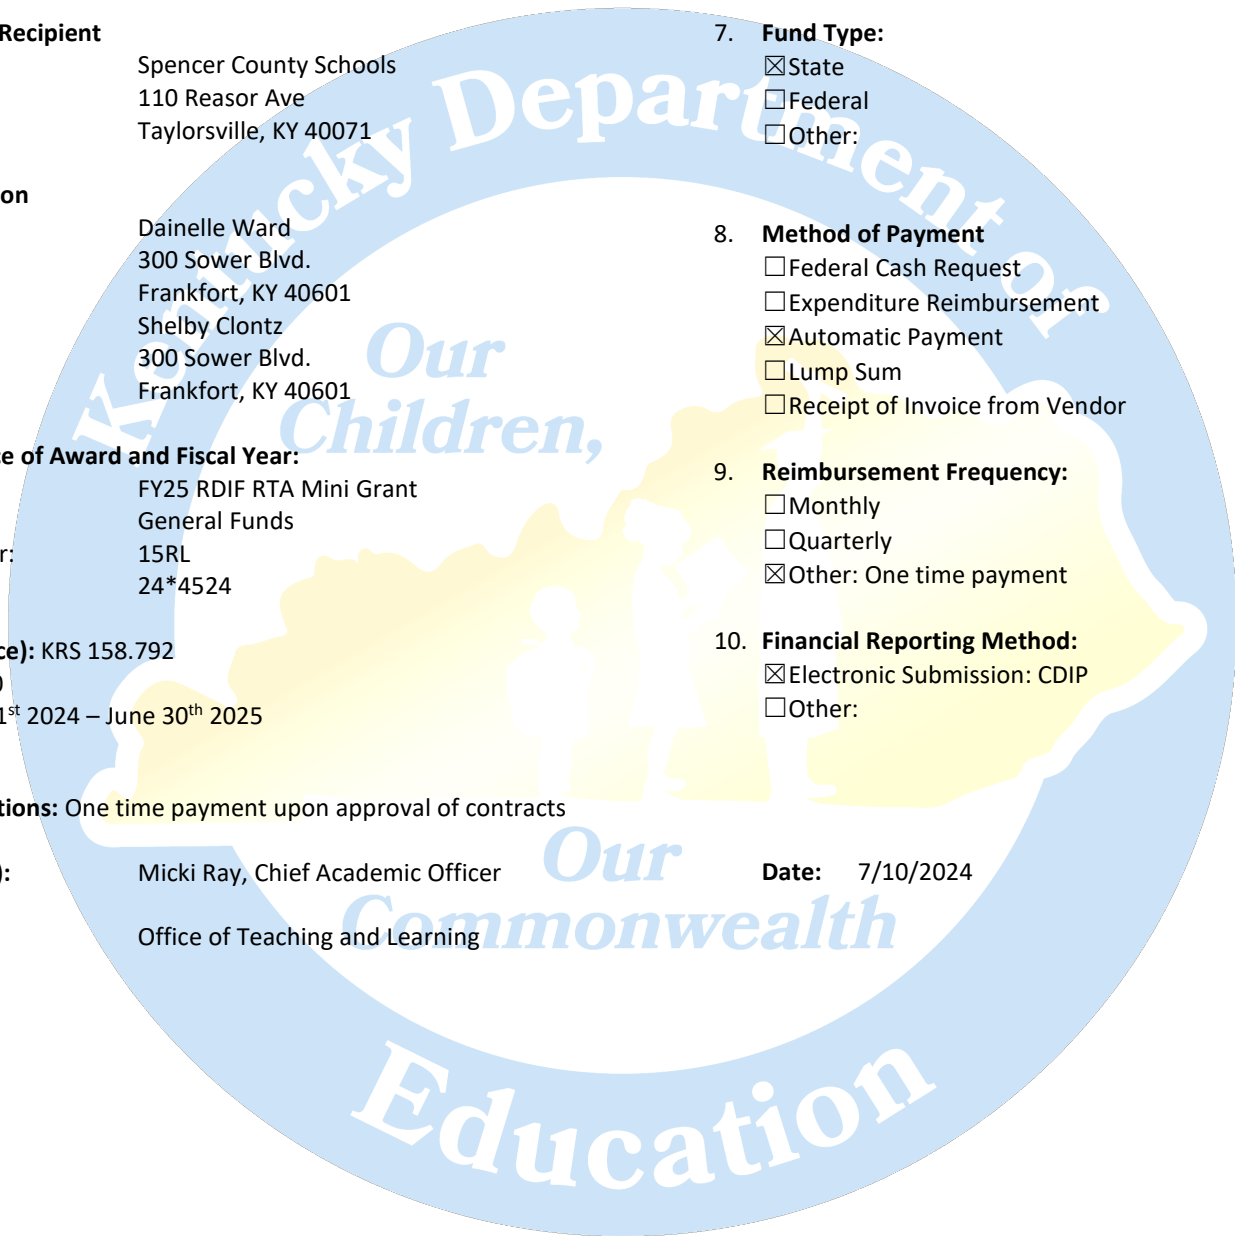 Recipient
Spencer County Schools
110 Reasor Ave
Taylorsville, KY 40071
on
Dainelle Ward
300 Sower Blvd.
Frankfort, KY 40601
Shelby Clontz
300 Sower Blvd.
Frankfort, KY 40601
ce of Award and Fiscal Year:
FY25 RDIF RTA Mini Grant
General Funds
r: 15RL
24*4524
ce): KRS 158.792
)
1st 2024 – June 30th 2025
tions: One time payment upon approval of contracts
): Micki Ray, Chief Academic Officer
Office of Teaching and Learning
7. Fund Type:
☒State
☐Federal
☐Other:
8. Method of Payment
☐Federal Cash Request
☐Expenditure Reimbursement
☒Automatic Payment
☐Lump Sum
☐Receipt of Invoice from Vendor
9. Reimbursement Frequency:
☐Monthly
☐Quarterly
☒Other: One time payment
10. Financial Reporting Method:
☒Electronic Submission: CDIP
☐Other:
Date: 7/10/2024
Kentucky Department of
Education
Our
Children,
Our
Commonwealth